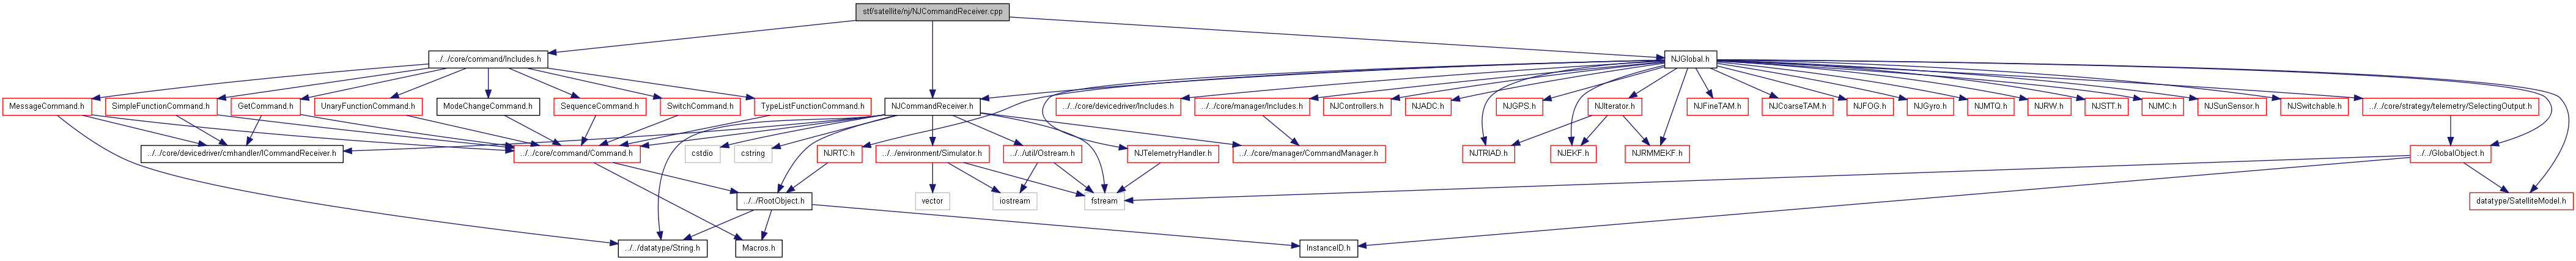 stf/satellite/nj/NJCommandReceiver.cpp
../../core/command/Includes.h
NJGlobal.h
MessageCommand.h
SimpleFunctionCommand.h
GetCommand.h
UnaryFunctionCommand.h
ModeChangeCommand.h
SequenceCommand.h
SwitchCommand.h
TypeListFunctionCommand.h
NJCommandReceiver.h
../../core/devicedriver/Includes.h
../../core/manager/Includes.h
NJControllers.h
NJADC.h
NJGPS.h
NJIterator.h
NJFineTAM.h
NJCoarseTAM.h
NJFOG.h
NJGyro.h
NJMTQ.h
NJRW.h
NJSTT.h
NJMC.h
NJSunSensor.h
NJSwitchable.h
../../core/strategy/telemetry/SelectingOutput.h
../../core/devicedriver/cmhandler/ICommandReceiver.h
../../core/command/Command.h
cstdio
cstring
NJRTC.h
../../environment/Simulator.h
../../util/Ostream.h
NJTelemetryHandler.h
../../core/manager/CommandManager.h
NJTRIAD.h
NJEKF.h
NJRMMEKF.h
../../GlobalObject.h
../../RootObject.h
vector
iostream
fstream
datatype/SatelliteModel.h
../../datatype/String.h
Macros.h
InstanceID.h